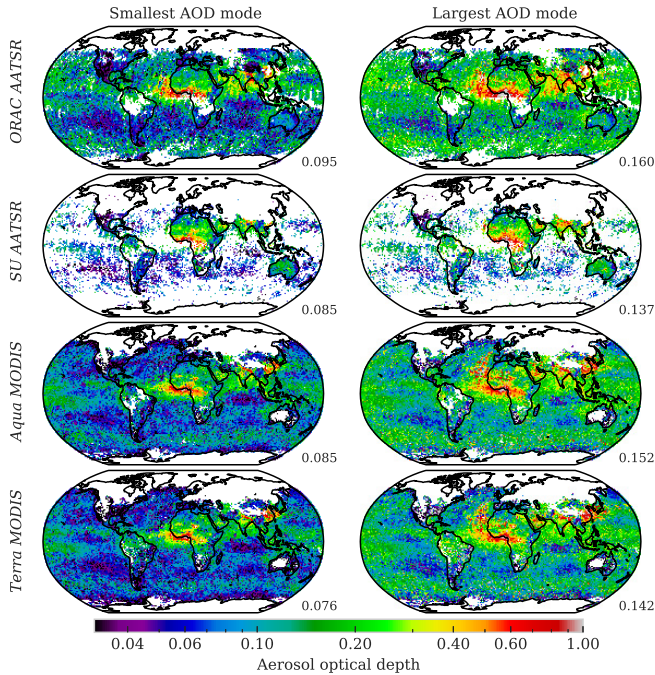 Smallest AOD mode
Largest AOD mode
ORAC AATSR
0.095
0.160
SU AATSR
0.085
0.137
Aqua MODIS
0.085
0.152
Terra MODIS
0.076
0.142
0.04 0.06 0.10 0.20 0.40 0.60 1.00
Aerosol optical depth